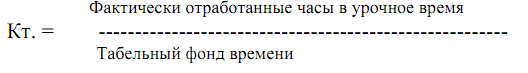 Фактически отработанные часы в урочное время
Кт. = --------------------------------------------------------
Табельный фонд времени